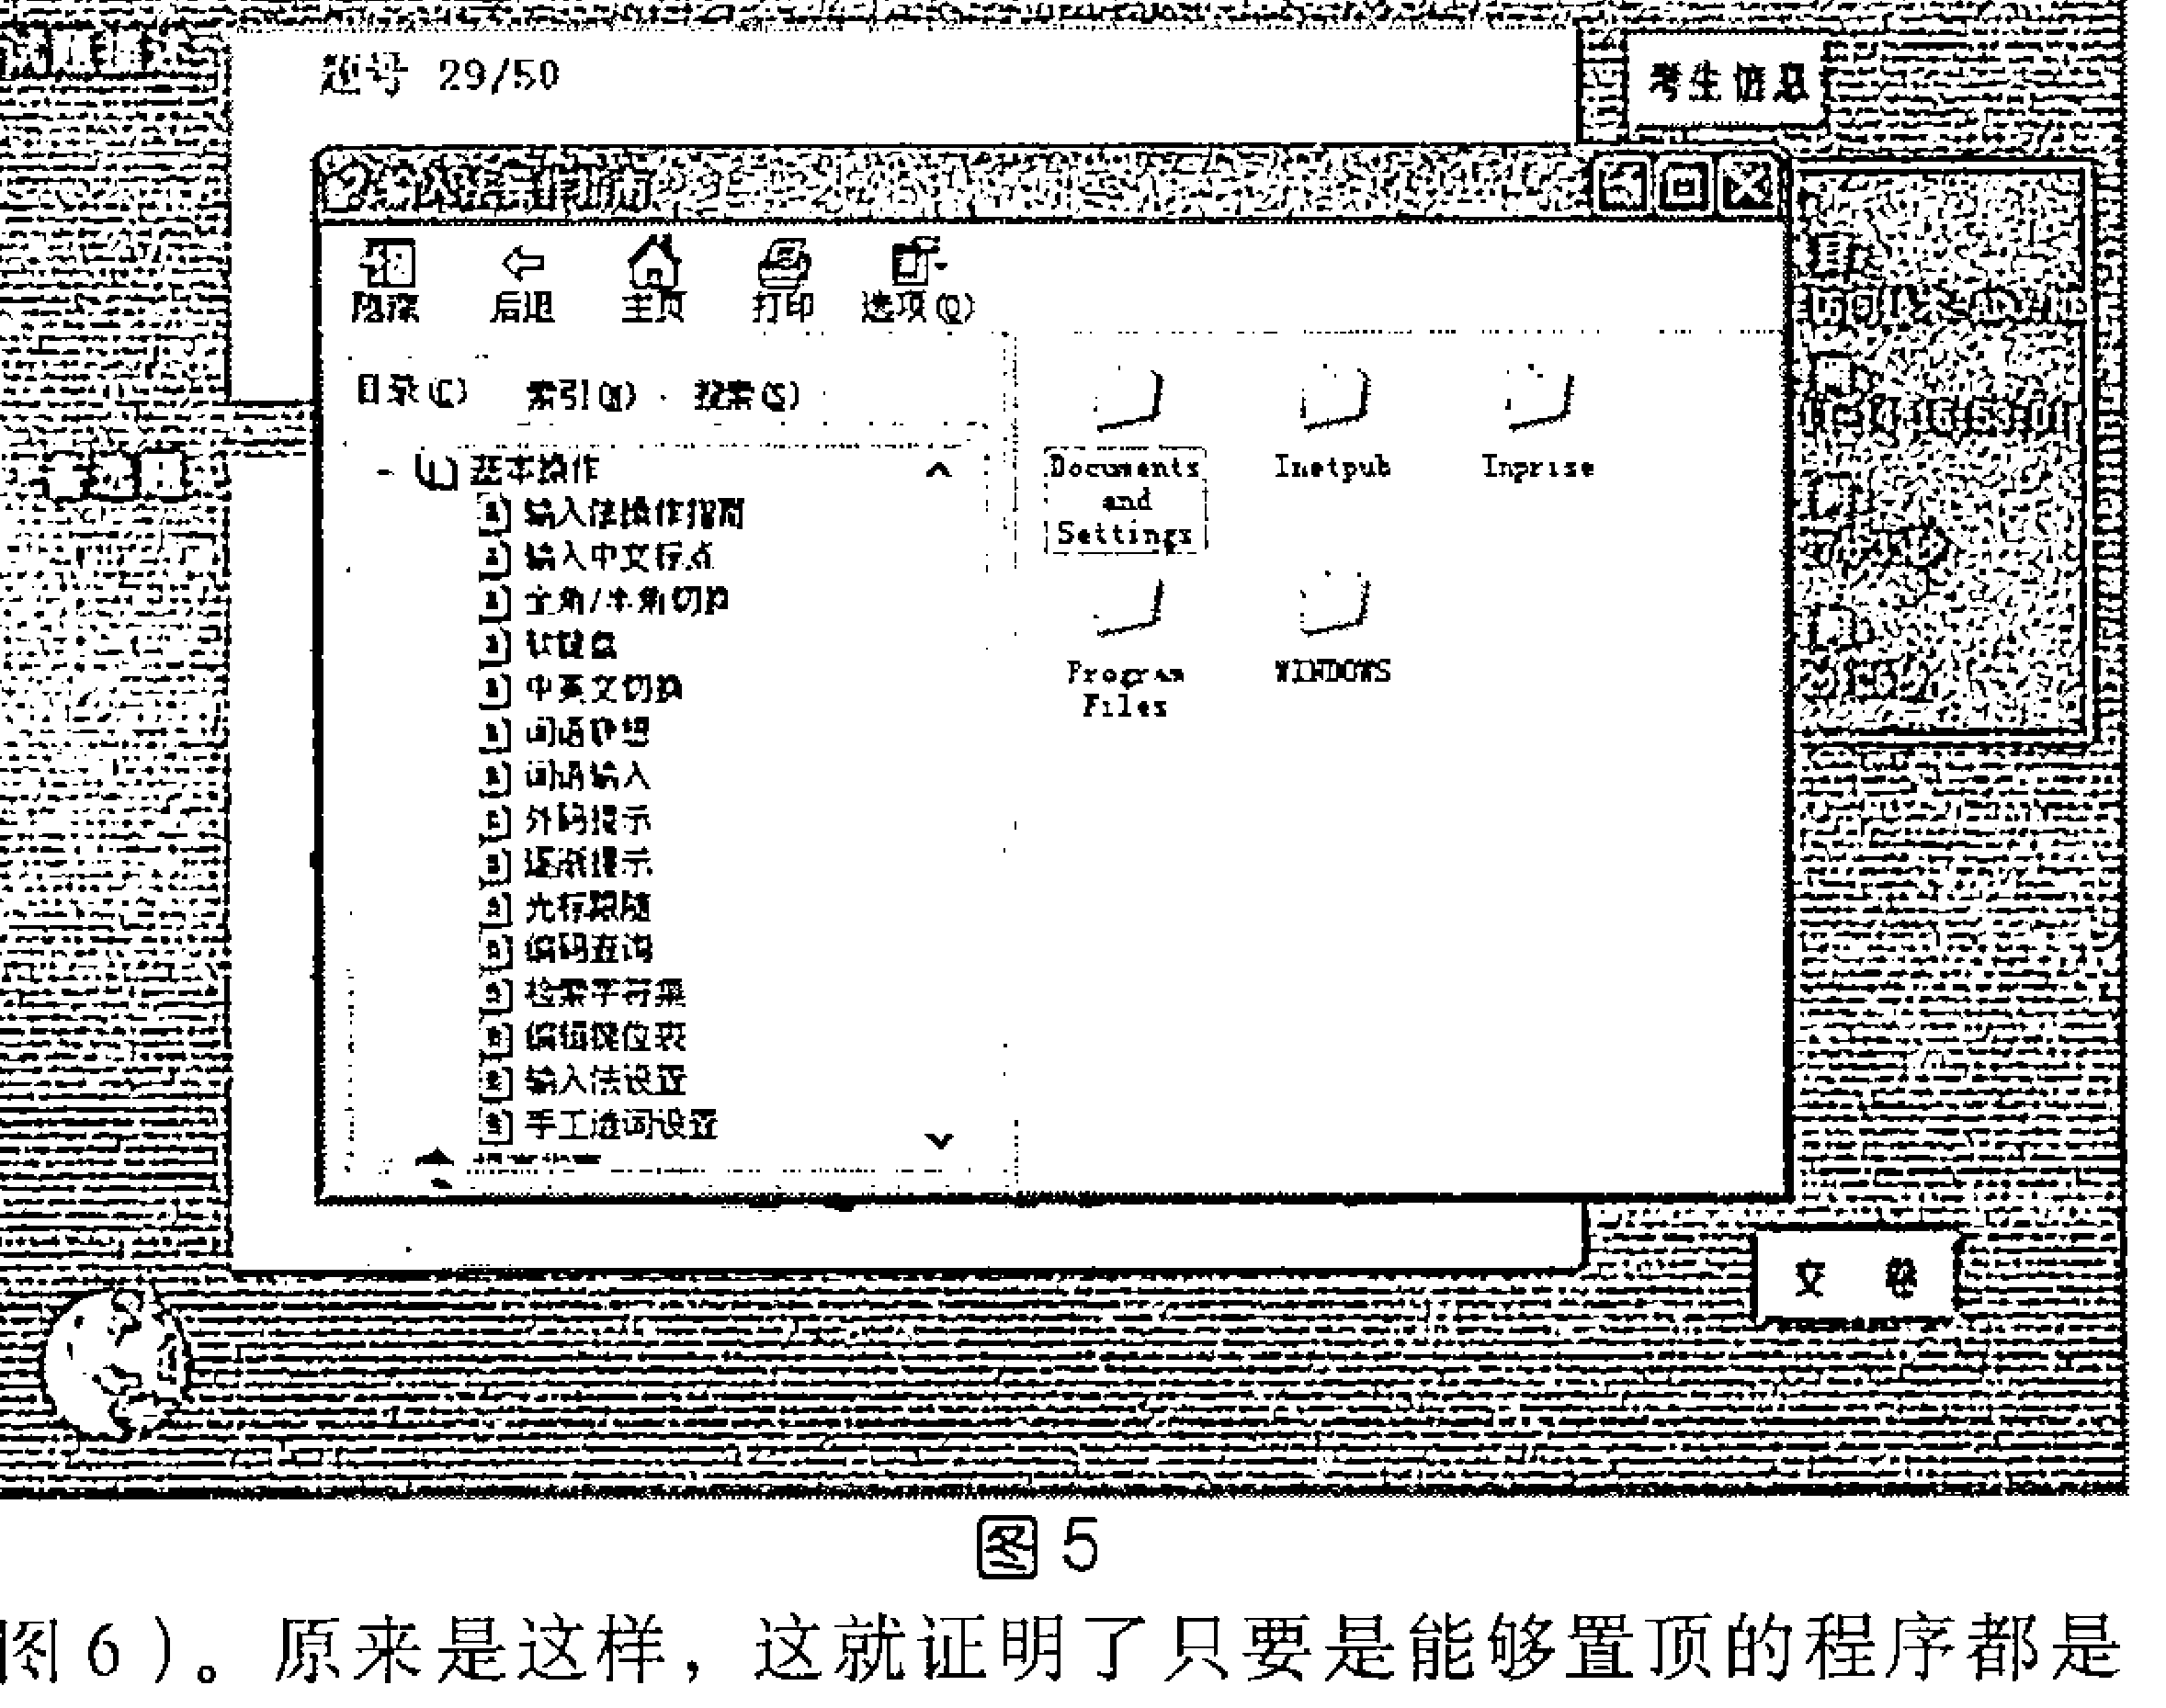 题号 29/50
考生信息
隐藏 后退 主页 打印 选项(O)
目录(C) 索引(N) 搜索(S)
基本操作
输入法操作指南
输入中文标点
全角/半角切换
软键盘
中英文切换
词语联想
词语输入
外码提示
逐渐提示
光标跟随
编码查询
检索字符集
编辑键位表
输入法设置
手工造词设置
Documents and Settings
Inetpub
Inprise
Program Files
WINDOWS
交 卷
图5
图6)。原来是这样，这就证明了只要是能够置顶的程序都是